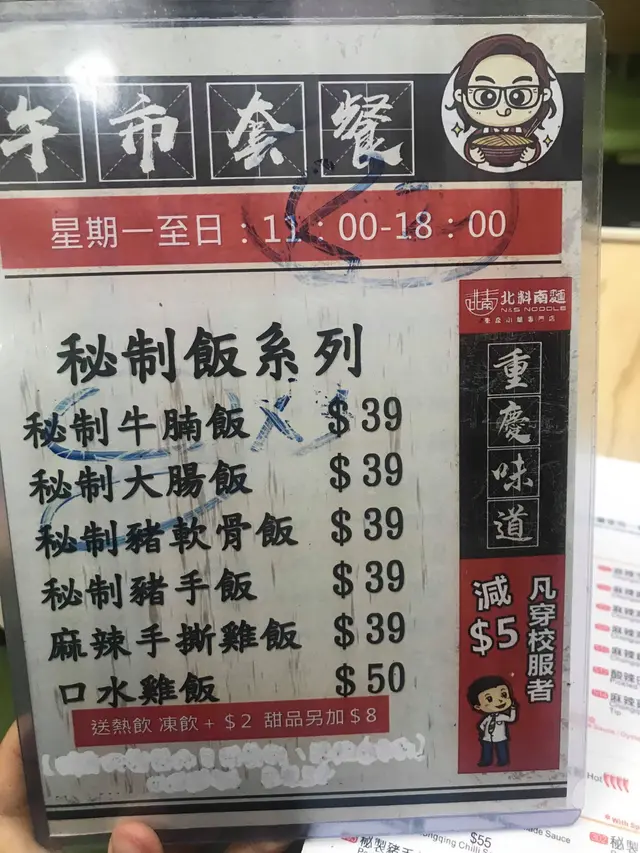 午市套餐
星期一至日：11：00-18：00
北料南麵
N&S NOODLE
重慶味道
秘制飯系列
秘制牛腩飯 $39
秘制大腸飯 $39
秘制豬軟骨飯 $39
秘制豬手飯 $39
麻辣手撕雞飯 $39
口水雞飯 $50
送熱飲 凍飲+$2 甜品另加$8
凡穿校服者
減$5
Hot
$55